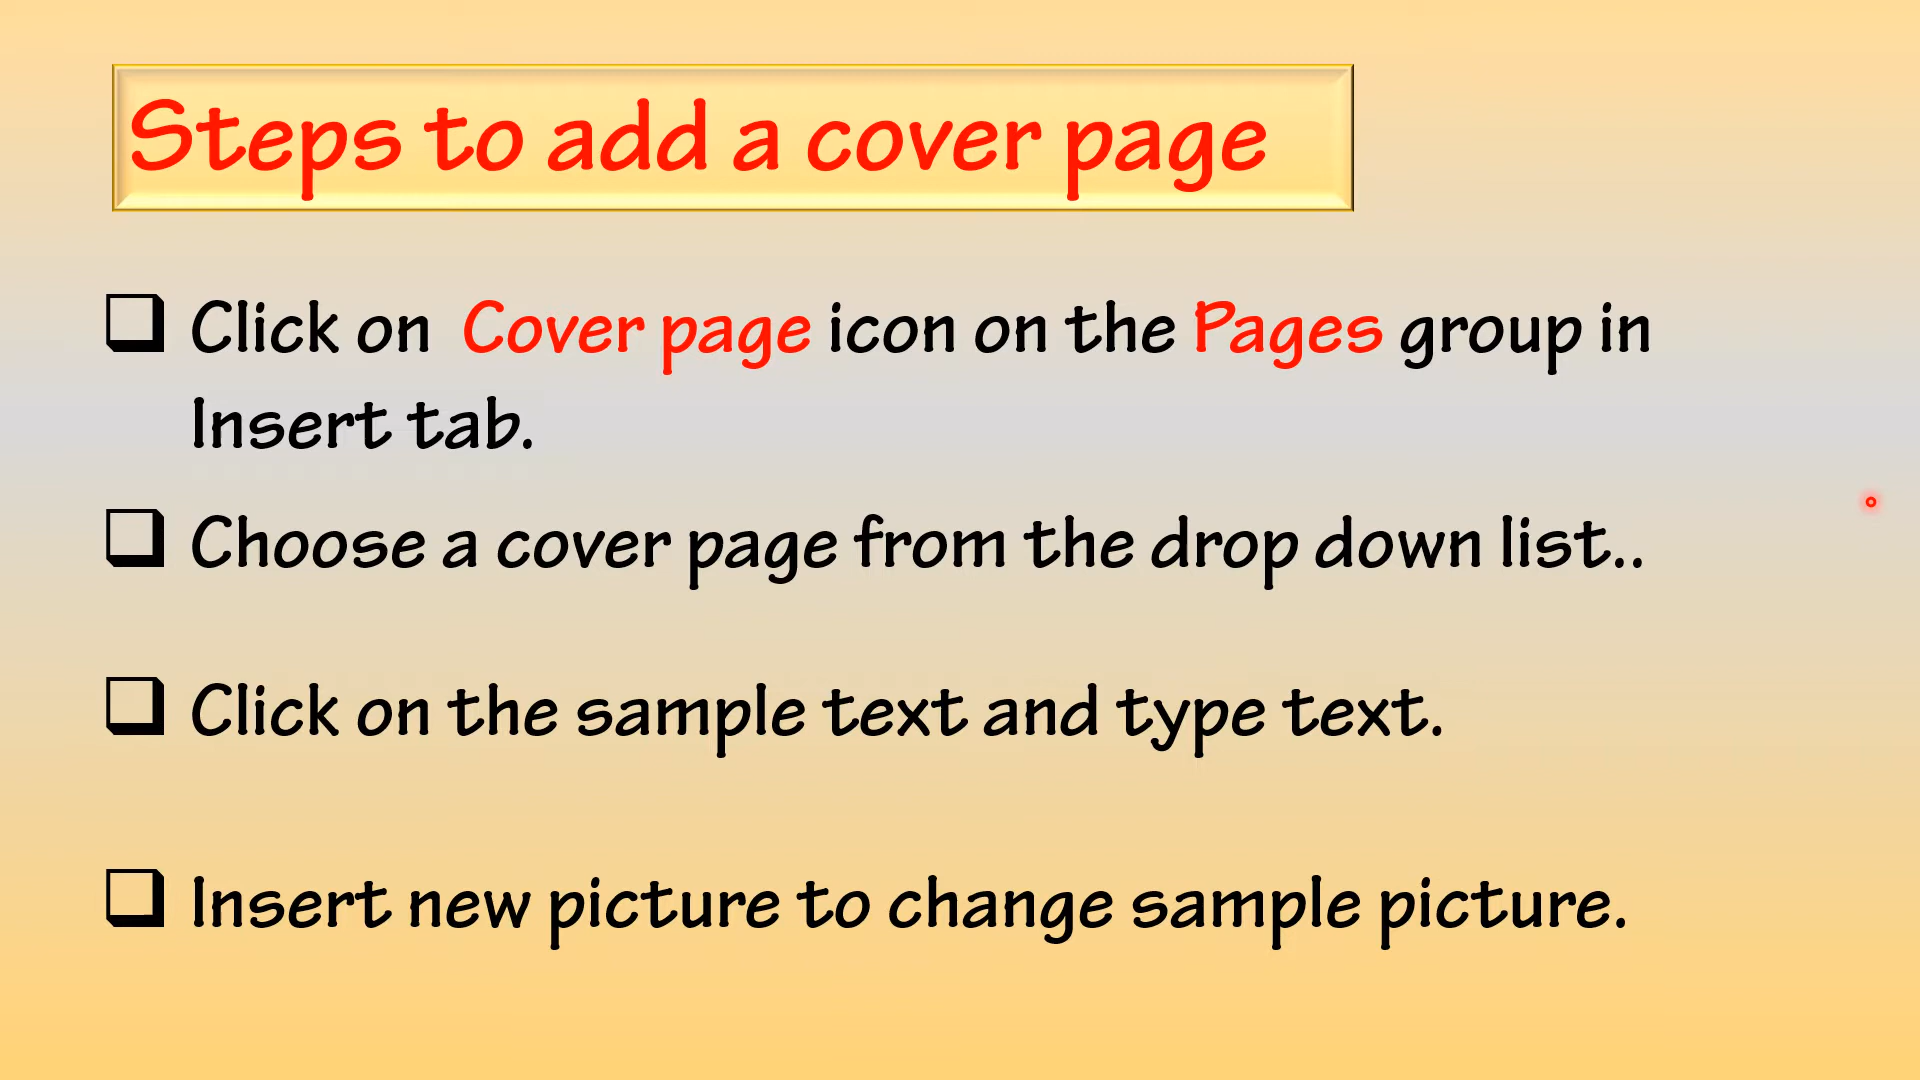 Steps to add a cover page
Click on Cover page icon on the Pages group in
Insert tab.
Choose a cover page from the drop down list..
Click on the sample text and type text.
Insert new picture to change sample picture.